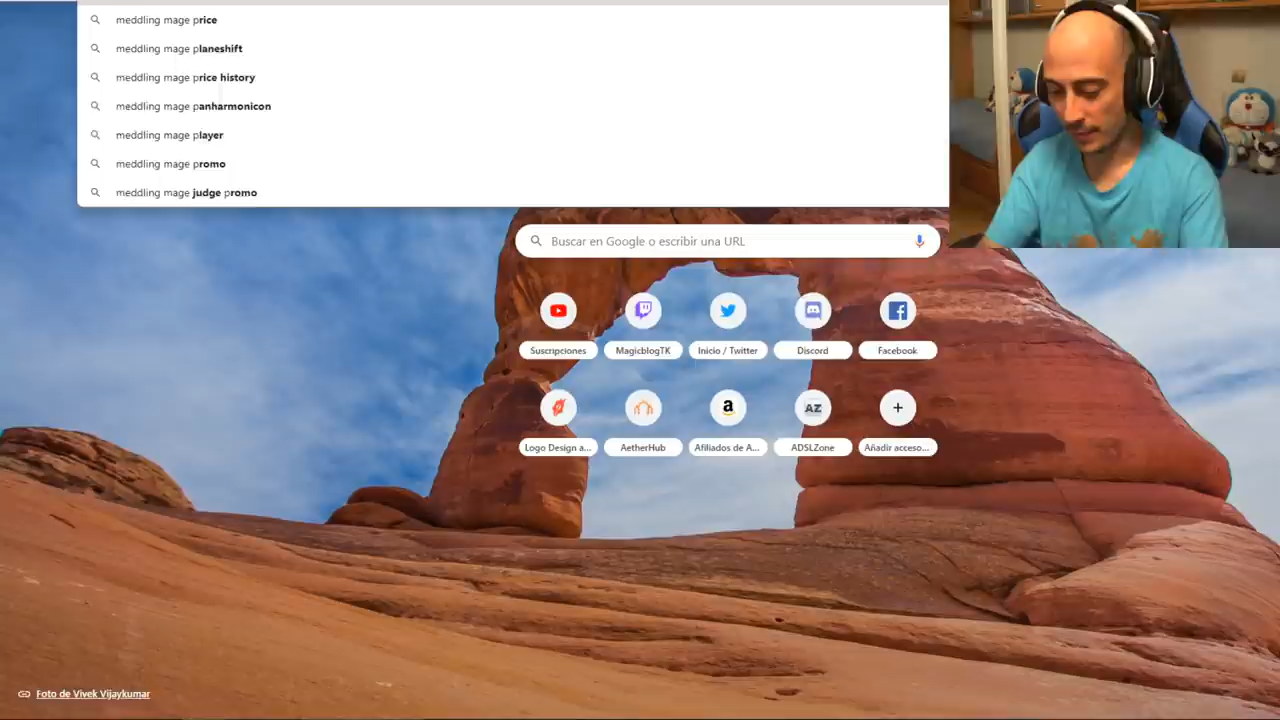 meddling mage price
meddling mage planeshift
meddling mage price history
meddling mage panharmonicon
meddling mage player
meddling mage promo
meddling mage judge promo
Buscar en Google o escribir una URL
Suscripciones
MagicblogTK
Inicio / Twitter
Discord
Facebook
a
AZ
Logo Design a...
AetherHub
Afiliados de A...
ADSLZone
Añadir acceso...
Foto de Vivek Vijaykumar